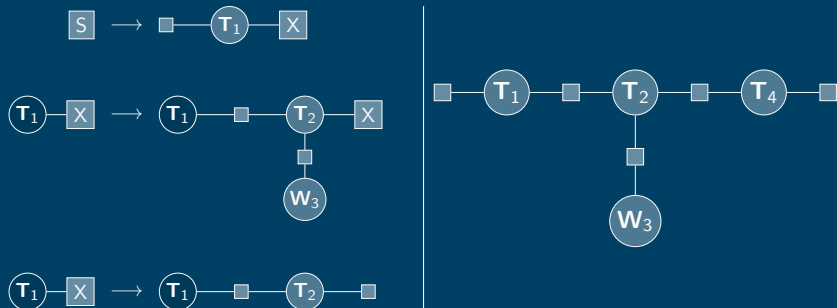 S → T₁ X
T₁ X → T₁ T₂ X
W₃
T₁ X → T₁ T₂
T₁ T₂ T₄
W₃